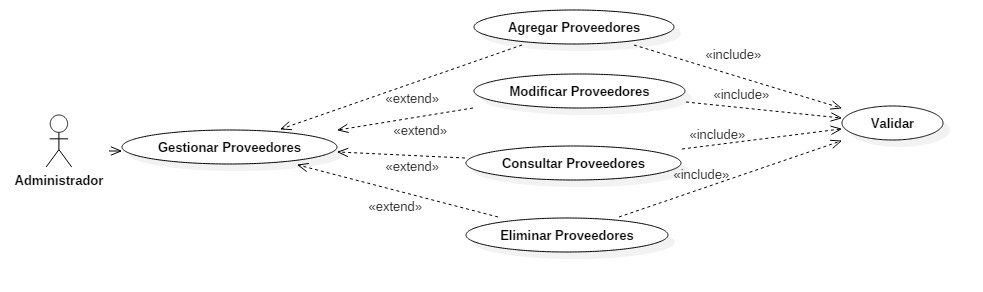 Agregar Proveedores
«include»
Modificar Proveedores
«include»
«extend»
Validar
«extend»
«include»
Gestionar Proveedores
Consultar Proveedores
«extend»
«include»
Administrador
«extend»
Eliminar Proveedores